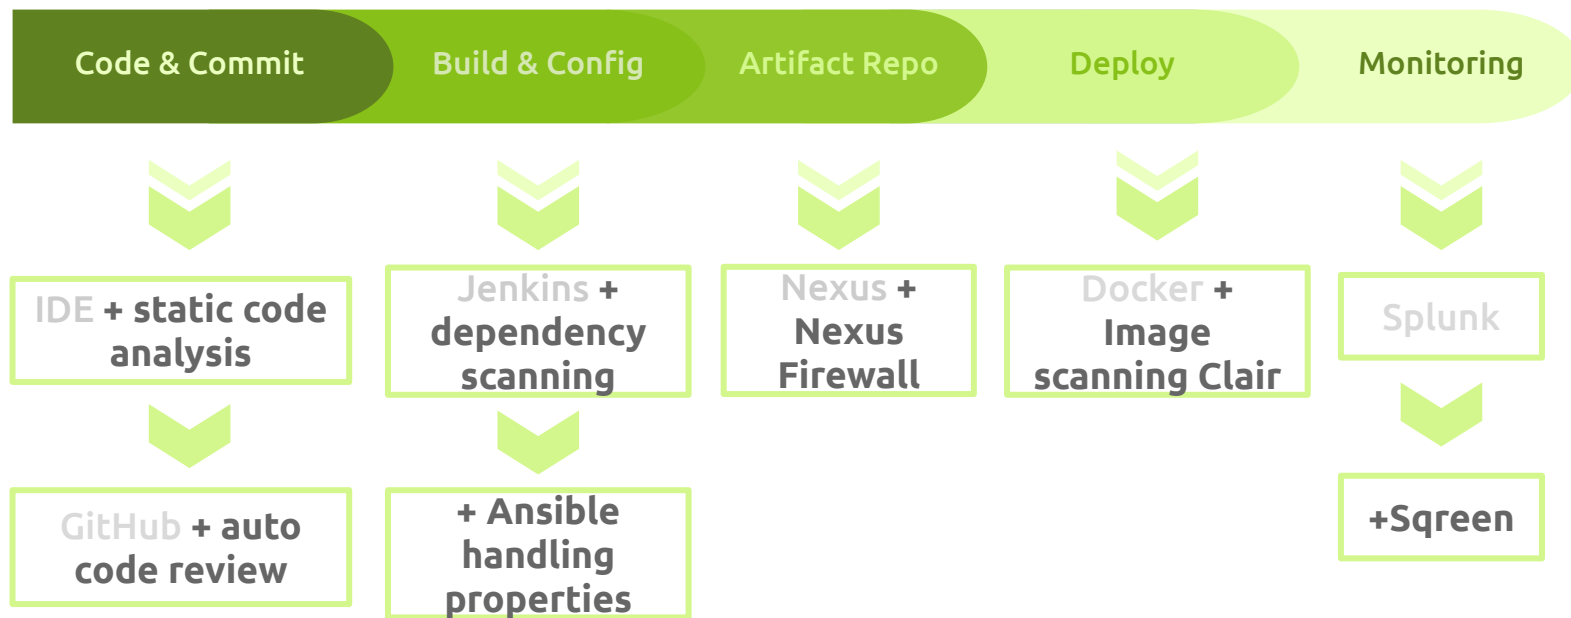 Code & Commit
Build & Config
Artifact Repo
Deploy
Monitoring
IDE + static code
analysis
GitHub + auto
code review
Jenkins +
dependency
scanning
+ Ansible
handling
properties
Nexus +
Nexus
Firewall
Docker +
Image
scanning Clair
Splunk
+Sqreen